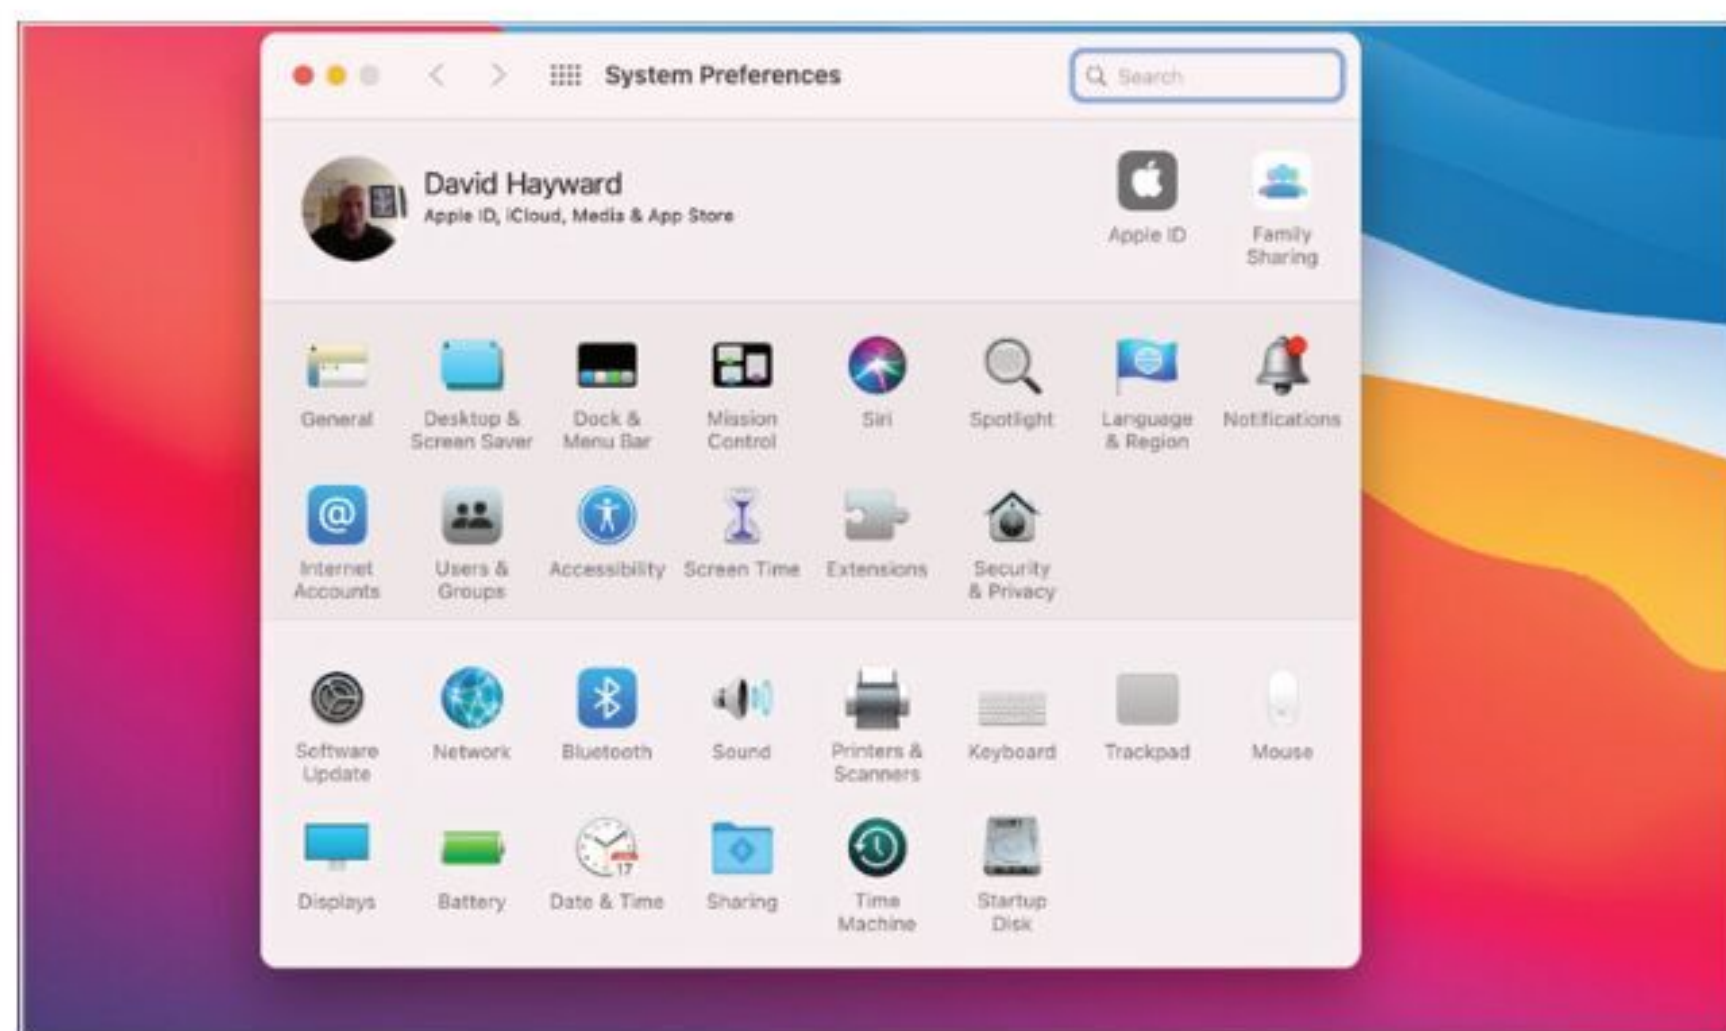 System Preferences
Search
David Hayward
Apple ID, iCloud, Media & App Store
Apple ID
Family
Sharing
General
Desktop &
Screen Saver
Dock &
Menu Bar
Mission
Control
Siri
Spotlight
Language
& Region
Notifications
Internet
Accounts
Users &
Groups
Accessibility
Screen Time
Extensions
Security
& Privacy
Software
Update
Network
Bluetooth
Sound
Printers &
Scanners
Keyboard
Trackpad
Mouse
Displays
Battery
17
Date & Time
Sharing
Time
Machine
Startup
Disk